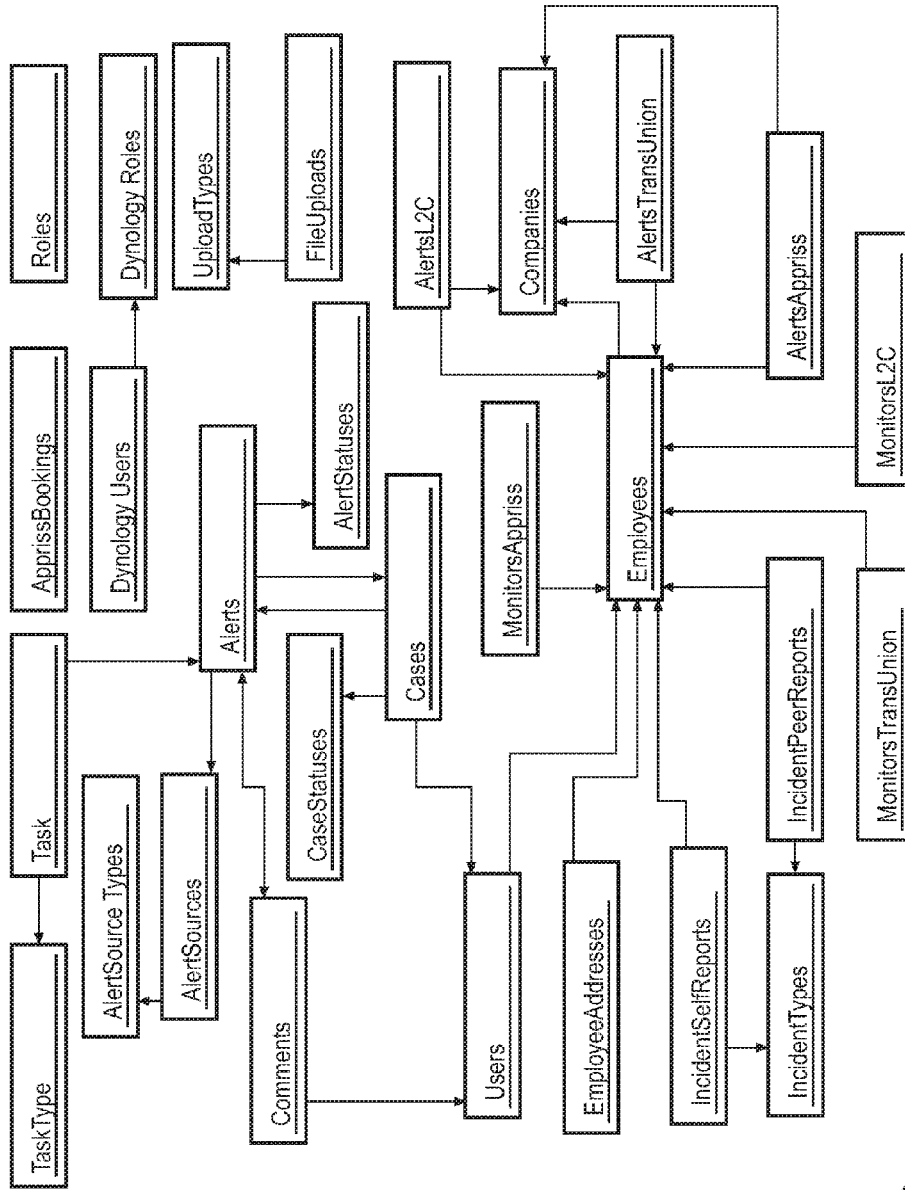 TaskType
Task
ApprissBookings
Roles
AlertSource Types
Dynology Users
Dynology Roles
AlertSources
Alerts
UploadTypes
Comments
CaseStatuses
AlertStatuses
FileUploads
Cases
AlertsL2C
Users
MonitorsAppriss
Companies
EmployeeAddresses
Employees
AlertsTransUnion
IncidentSelfReports
IncidentTypes
IncidentPeerReports
AlertsAppriss
MonitorsTransUnion
MonitorsL2C